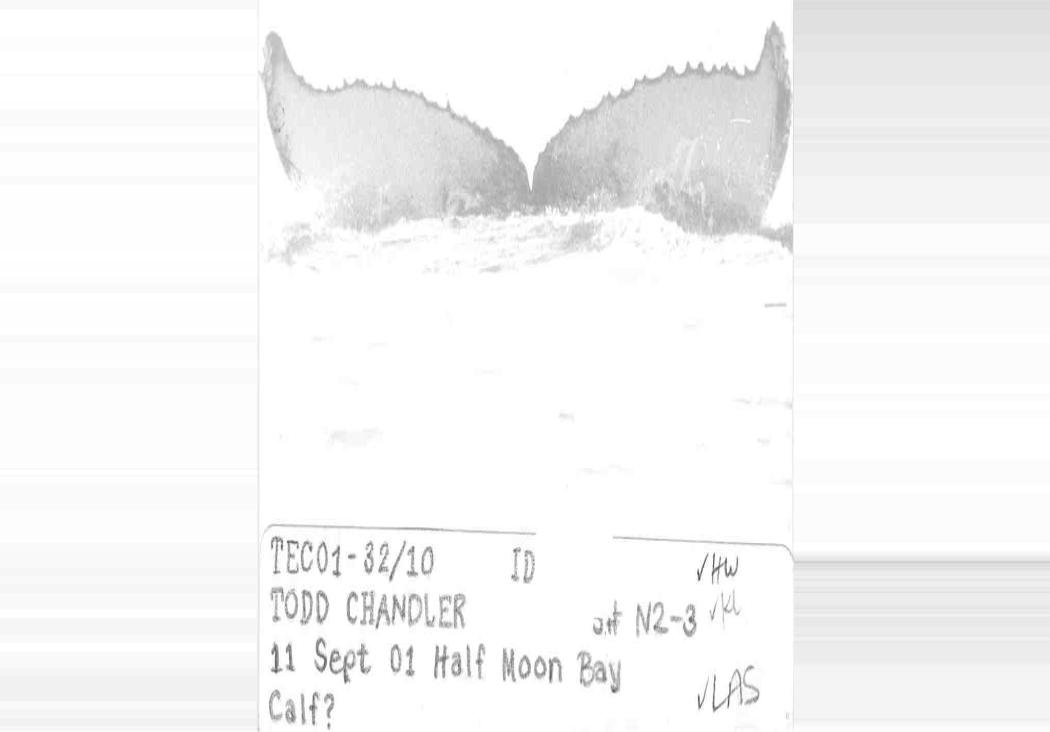 TEC01-32/10 ID ✓HW
TODD CHANDLER N2-3
11 Sept 01 Half Moon Bay
Calf? ✓LAS